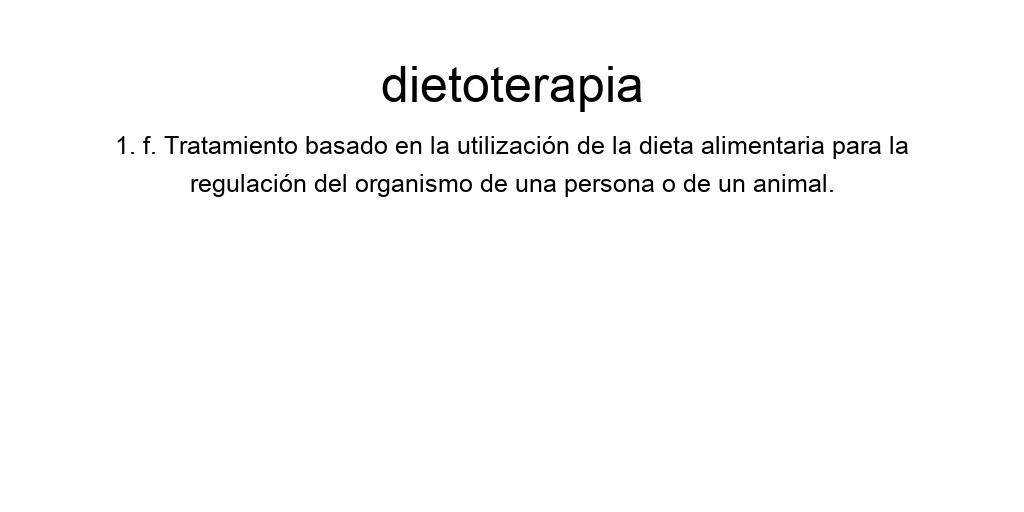 dietoterapia
1. f. Tratamiento basado en la utilización de la dieta alimentaria para la
regulación del organismo de una persona o de un animal.